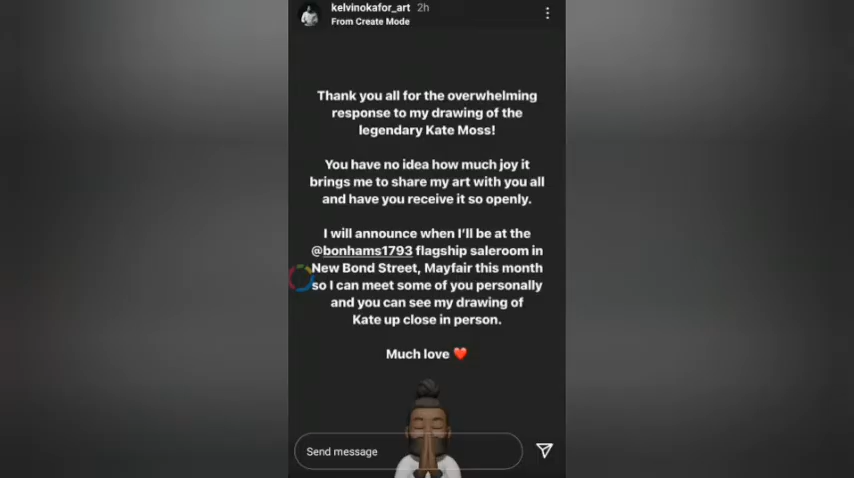 kelvinokafor_art 2h
From Create Mode
Thank you all for the overwhelming
response to my drawing of the
legendary Kate Moss!
You have no idea how much joy it
brings me to share my art with you all
and have you receive it so openly.
I will announce when I'll be at the
@bonhams1793 flagship saleroom in
New Bond Street, Mayfair this month
so I can meet some of you personally
and you can see my drawing of
Kate up close in person.
Much love ❤️
Send message